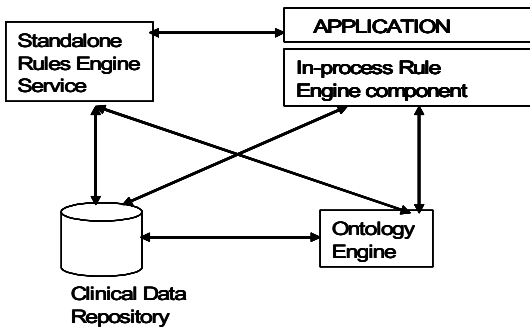 Standalone
Rules Engine
Service
APPLICATION
In-process Rule
Engine component
Ontology
Engine
Clinical Data
Repository